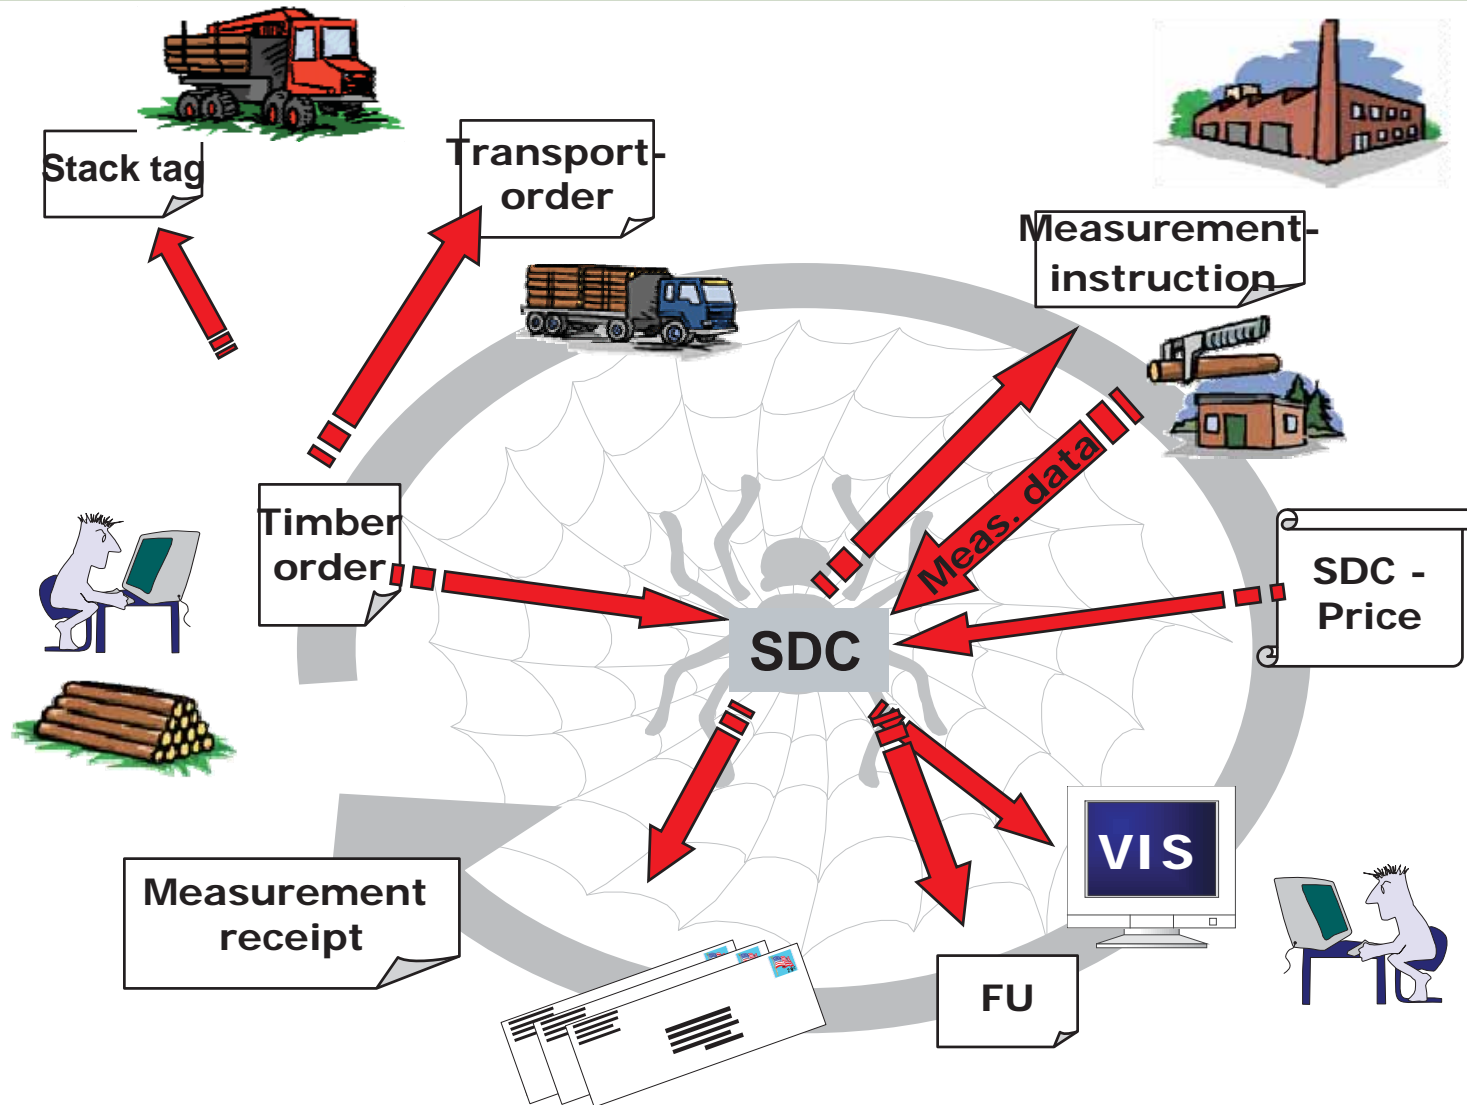 Stack tag
Transport-
order
Measurement-
instruction
Meas. data
Timber
order
SDC -
Price
SDC
VIS
Measurement
receipt
FU